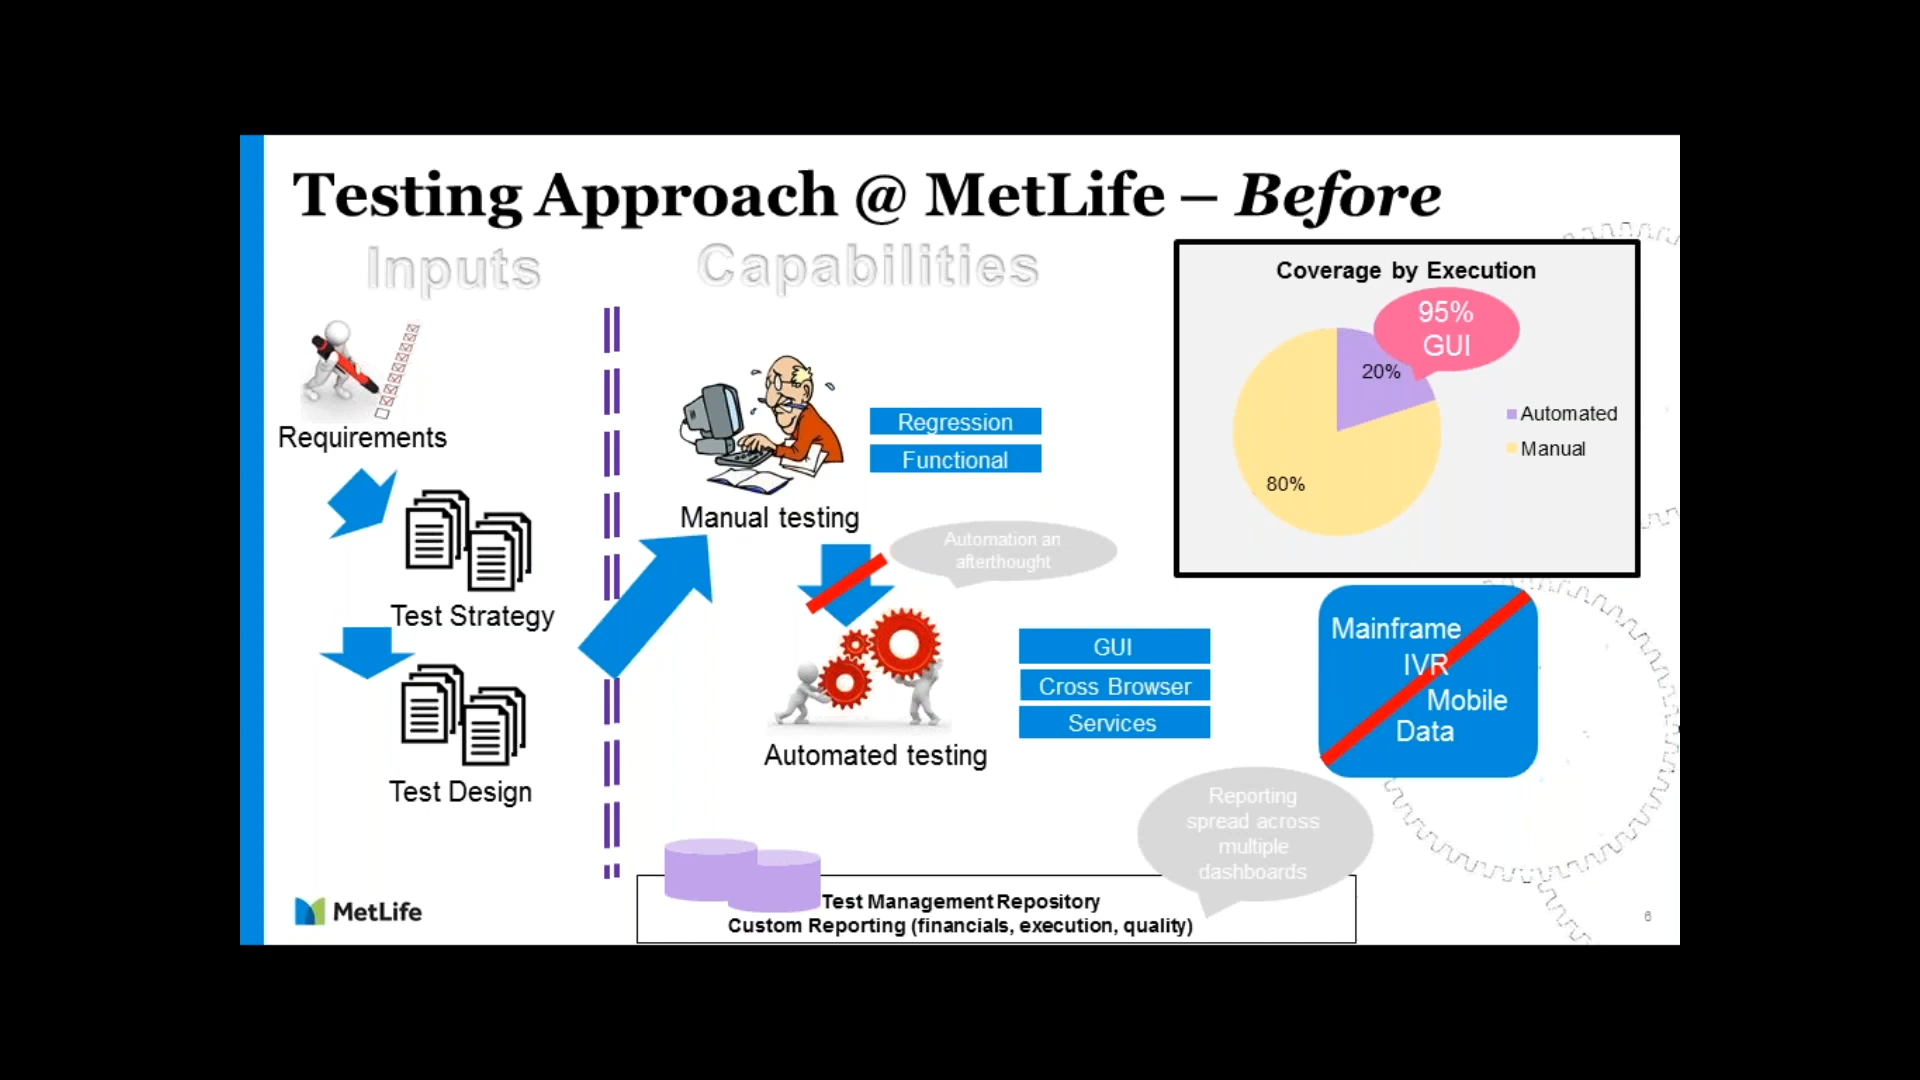 Testing Approach @ MetLife – Before
Inputs
Capabilities
Requirements
Test Strategy
Test Design
Manual testing
Regression
Functional
Automation an
afterthought
Automated testing
GUI
Cross Browser
Services
Coverage by Execution
95%
GUI
20%
80%
Automated
Manual
Mainframe
IVR
Mobile
Data
Reporting
spread across
multiple
dashboards
Test Management Repository
Custom Reporting (financials, execution, quality)
MetLife
6